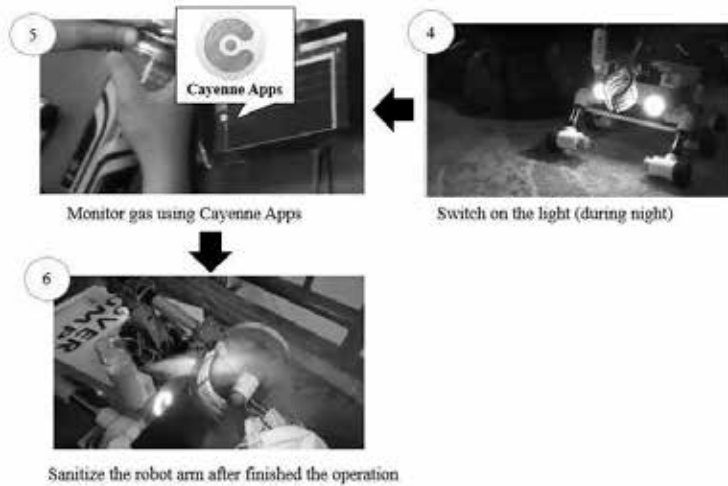 4
Switch on the light (during night)
5
Cayenne Apps
Monitor gas using Cayenne Apps
6
OVER
Sanitize the robot arm after finished the operation